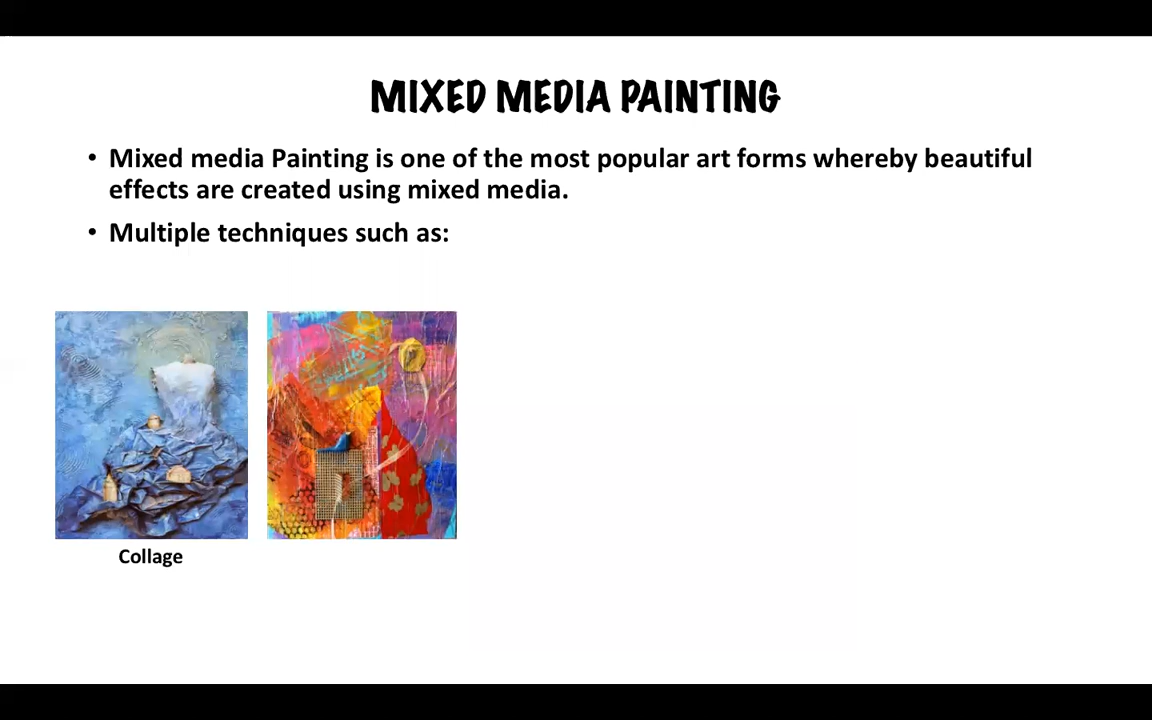 MIXED MEDIA PAINTING
• Mixed media Painting is one of the most popular art forms whereby beautiful
effects are created using mixed media.
• Multiple techniques such as:
Collage